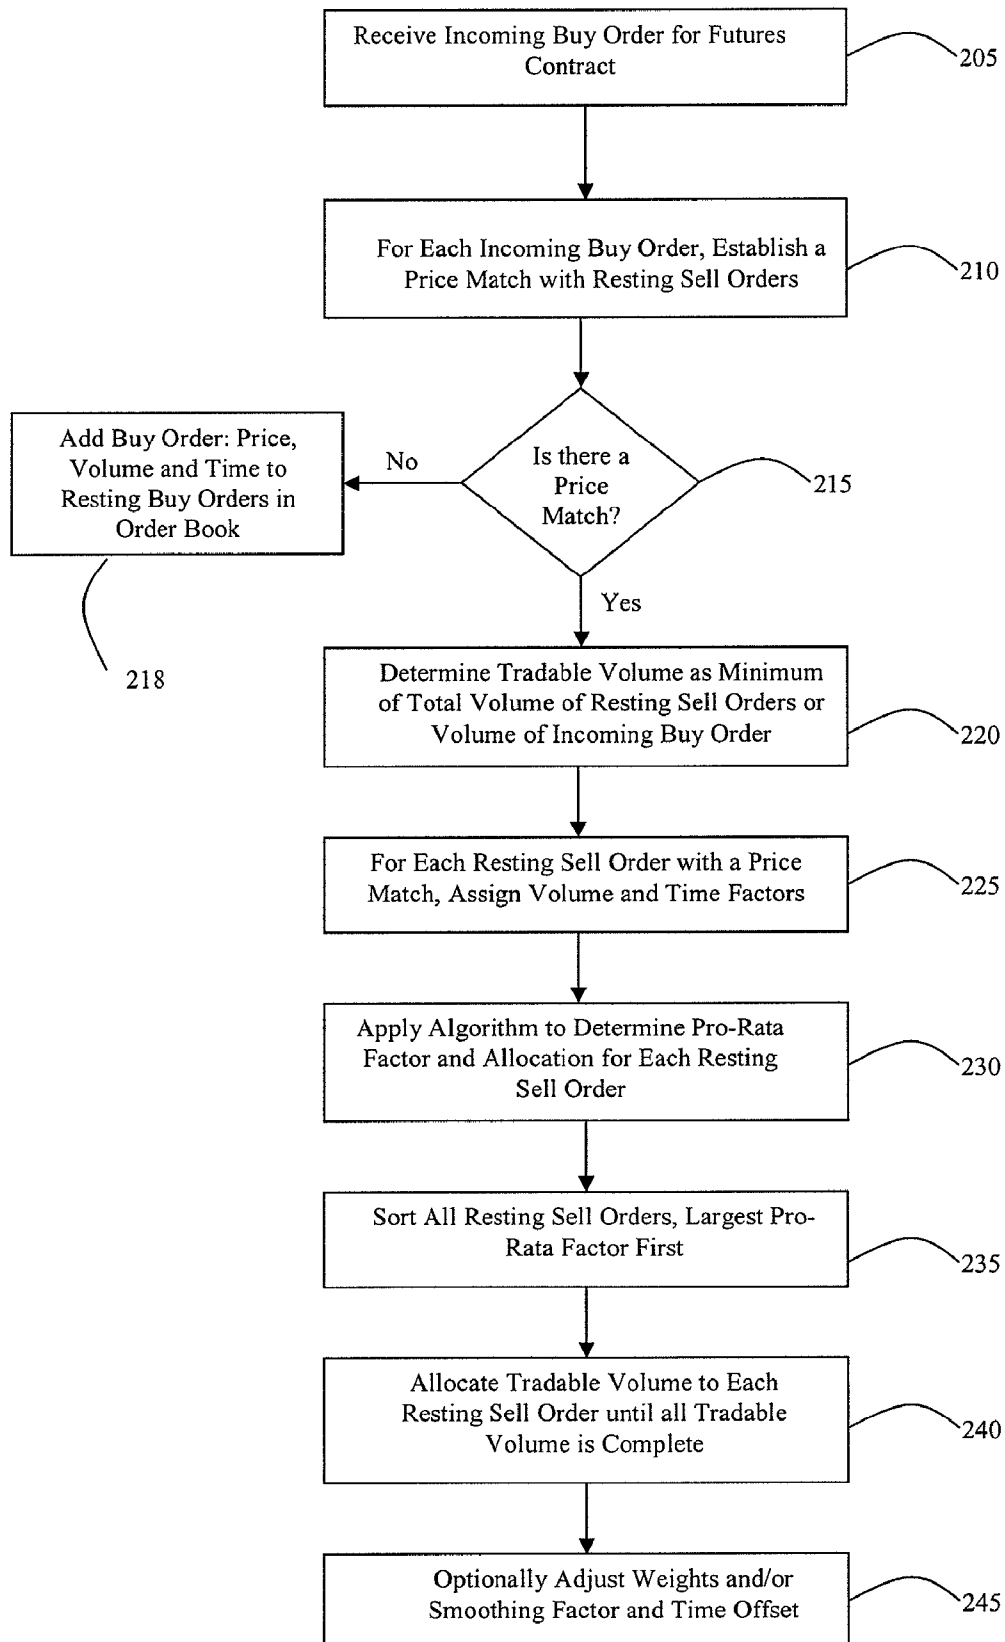 Receive Incoming Buy Order for Futures
Contract
205
For Each Incoming Buy Order, Establish a
Price Match with Resting Sell Orders
210
Is there a
Price
Match?
215
No
Add Buy Order: Price,
Volume and Time to
Resting Buy Orders in
Order Book
218
Yes
Determine Tradable Volume as Minimum
of Total Volume of Resting Sell Orders or
Volume of Incoming Buy Order
220
For Each Resting Sell Order with a Price
Match, Assign Volume and Time Factors
225
Apply Algorithm to Determine Pro-Rata
Factor and Allocation for Each Resting
Sell Order
230
Sort All Resting Sell Orders, Largest Pro-
Rata Factor First
235
Allocate Tradable Volume to Each
Resting Sell Order until all Tradable
Volume is Complete
240
Optionally Adjust Weights and/or
Smoothing Factor and Time Offset
245